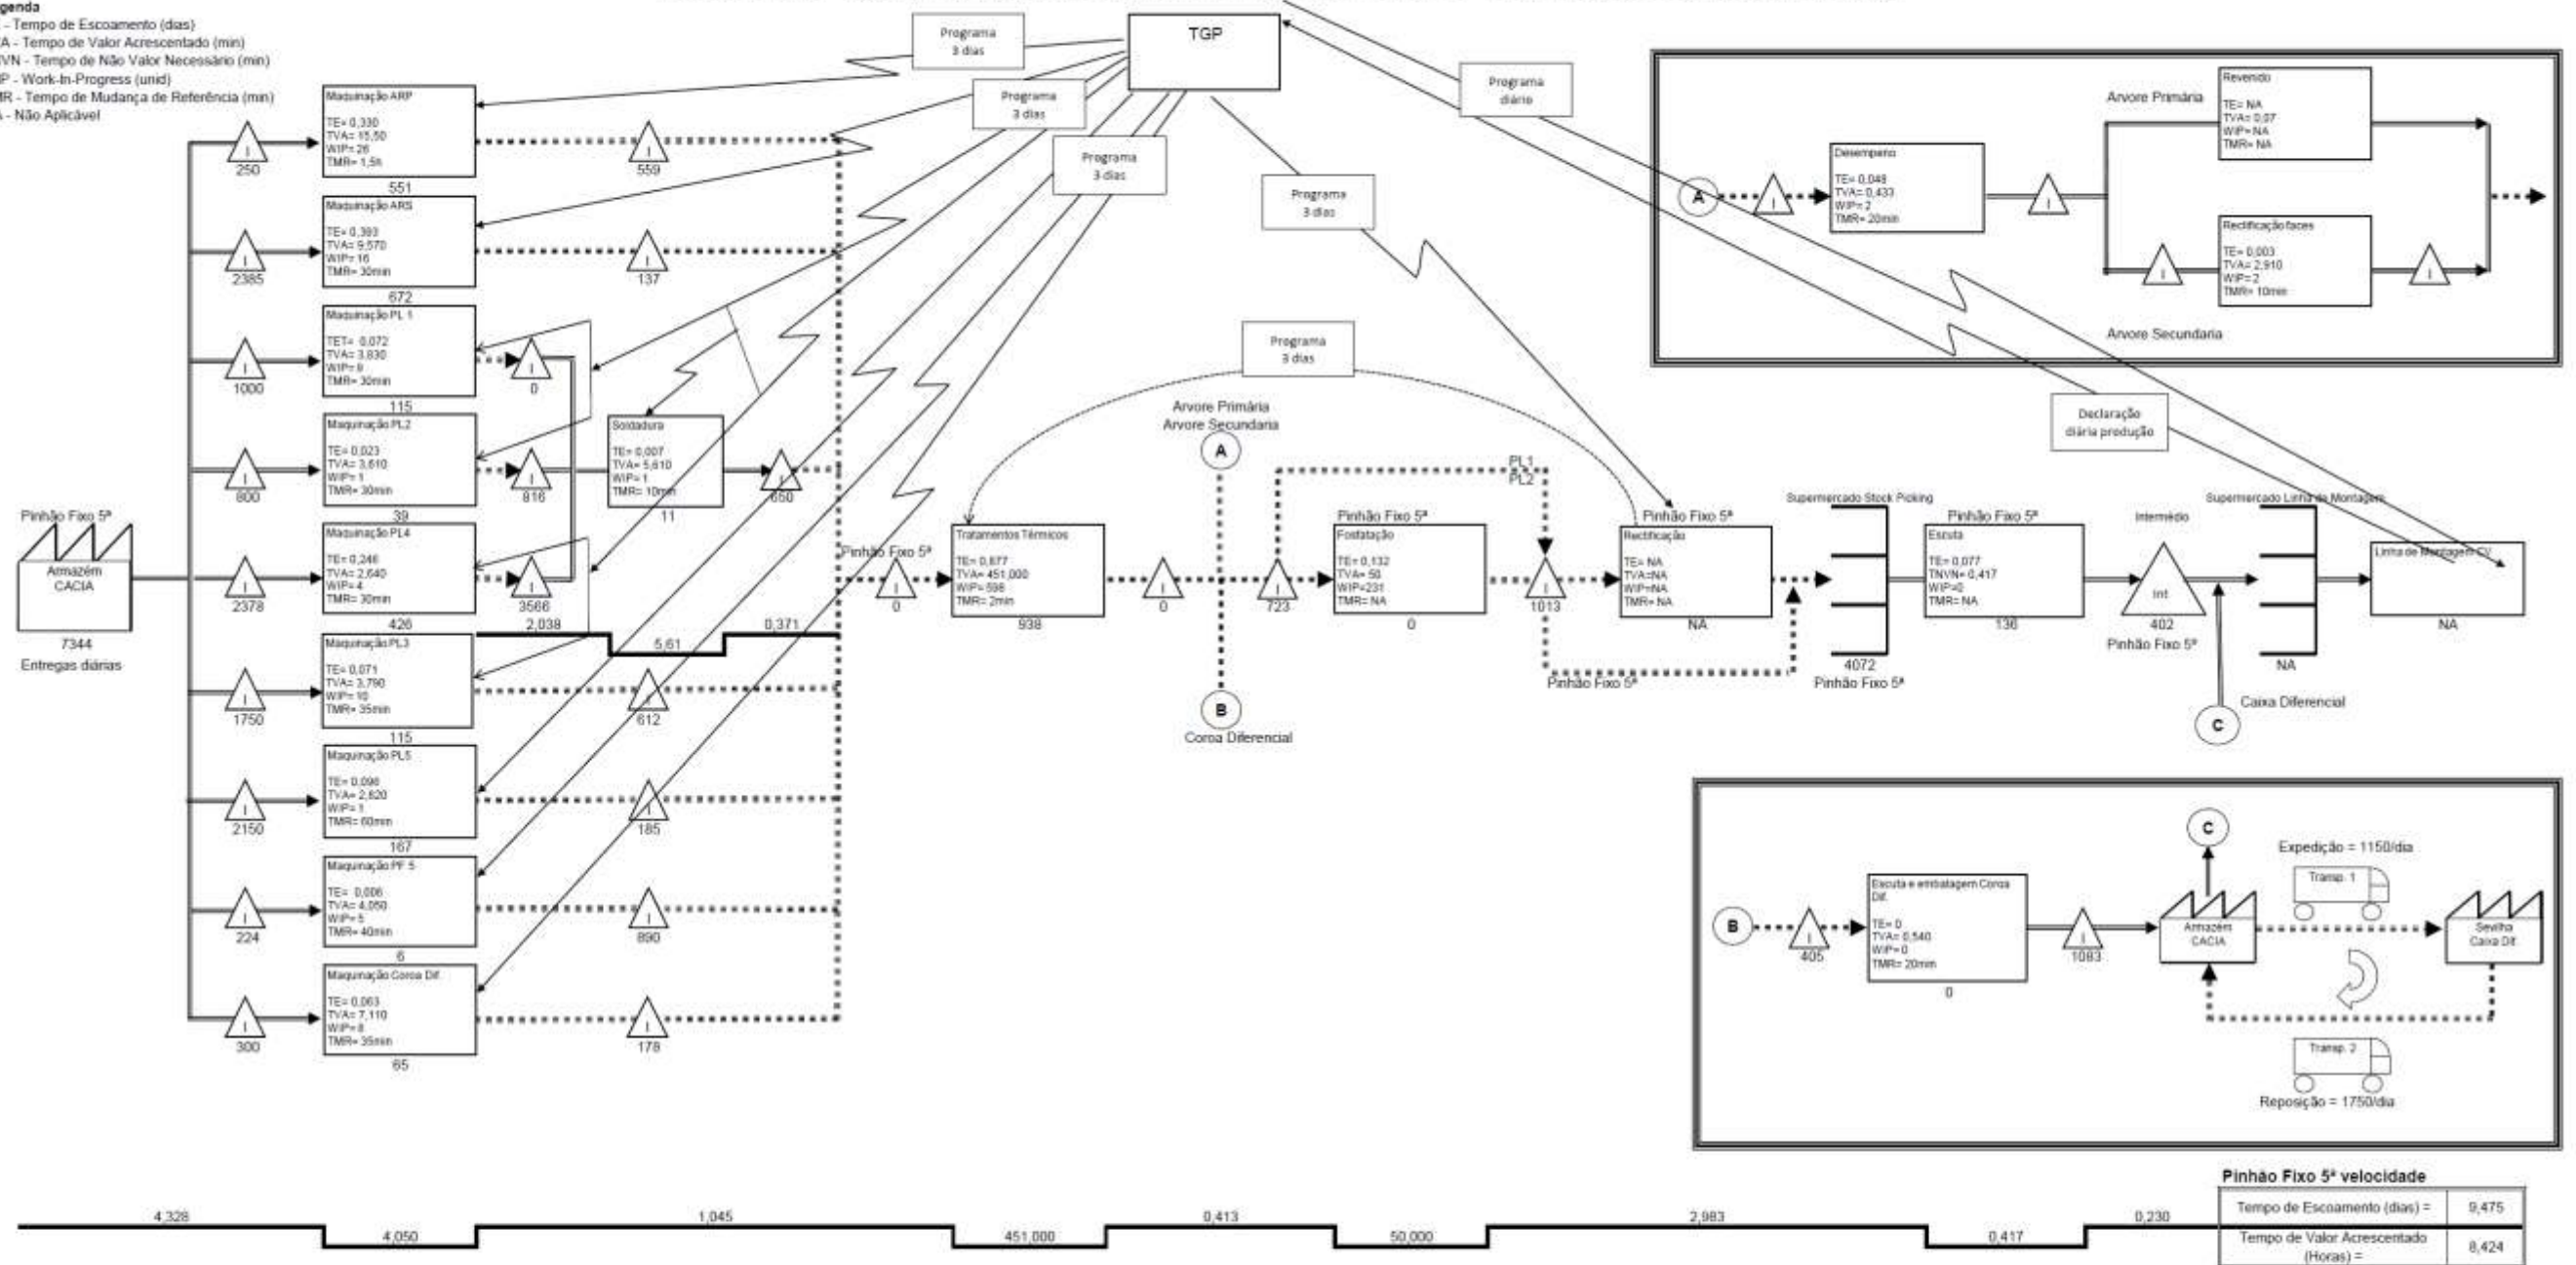 genda
- Tempo de Escoamento (dias)
A - Tempo de Valor Acrescentado (min)
VN - Tempo de Não Valor Necessário (min)
P - Work-In-Progress (unid)
MR - Tempo de Mudança de Referência (min)
- Não Aplicável
TGP
Programa
3 dias
Programa
3 dias
Programa
3 dias
Programa
3 dias
Programa
diário
Programa
3 dias
Declaração
diária produção
Pinhão Fixo 5ª
Armazém
CACIA
7344
Entregas diárias
I
250
Maquinação ARP
TE= 0,330
TVA= 15,50
WIP= 26
TMR= 1,5h
551
I
559
I
2385
Maquinação ARS
TE= 0,393
TVA= 9,570
WIP= 16
TMR= 30min
672
I
137
I
1000
Maquinação PL 1
TET= 0,072
TVA= 3,830
WIP= 8
TMR= 30min
115
I
0
I
800
Maquinação PL2
TE= 0,023
TVA= 3,610
WIP= 1
TMR= 30min
39
I
816
Soldadura
TE= 0,007
TVA= 5,610
WIP= 1
TMR= 10min
11
I
650
I
2378
Maquinação PL4
TE= 0,246
TVA= 2,640
WIP= 4
TMR= 30min
426
I
3566
2,038
5,61
0,371
I
1750
Maquinação PL3
TE= 0,071
TVA= 3,790
WIP= 10
TMR= 35min
115
I
612
I
2150
Maquinação PL5
TVA= 2,820
WIP= 1
TMR= 60min
167
I
185
I
224
Maquinação PF 5
TE= 0,006
TVA= 4,050
WIP= 5
TMR= 40min
6
I
890
I
300
Maquinação Coroa Dif.
TE= 0,063
TVA= 7,110
WIP= 8
TMR= 35min
65
I
178
Pinhão Fixo 5ª
I
0
Tratamentos Térmicos
TE= 0,877
TVA= 451,000
WIP= 598
TMR= 2min
938
I
0
Arvore Primária
Arvore Secundaria
A
B
Coroa Diferencial
I
723
PL1
PL2
Pinhão Fixo 5ª
Fosfatação
TE= 0,132
TVA= 50
WIP=231
TMR= NA
0
I
1013
Pinhão Fixo 5ª
Pinhão Fixo 5ª
Rectificação
TE= NA
TVA=NA
WIP=NA
TMR= NA
NA
Supermercado Stock Picking
4072
Pinhão Fixo 5ª
Pinhão Fixo 5ª
Escuta
TE= 0,077
TNVN= 0,417
WIP=0
TMR= NA
136
Intermédio
Int
402
Pinhão Fixo 5ª
Supermercado Linha de Montagem
NA
C
Caixa Diferencial
Linha de Montagem CV
NA
A
I
Desempeno
TE= 0,048
TVA= 0,433
WIP= 2
TMR= 20min
I
Arvore Primária
Revenido
TE= NA
TVA= 0,07
WIP= NA
TMR= NA
I
Rectificação faces
TE= 0,003
TVA= 2,910
WIP=2
TMR= 10min
I
Arvore Secundaria
B
I
405
Escuta e embalagem Coroa
Dif.
TE= 0
TVA= 0,540
WIP=0
TMR= 20min
0
I
1083
C
Armazém
CACIA
Expedição = 1150/dia
Transp. 1
Sevilha
Caixa Dif.
Transp. 2
Reposição = 1750/dia
4,328
4,050
1,045
451,000
0,413
50,000
2,983
0,417
0,230
Pinhão Fixo 5ª velocidade
Tempo de Escoamento (dias) = 9,475
Tempo de Valor Acrescentado
(Horas) = 8,424